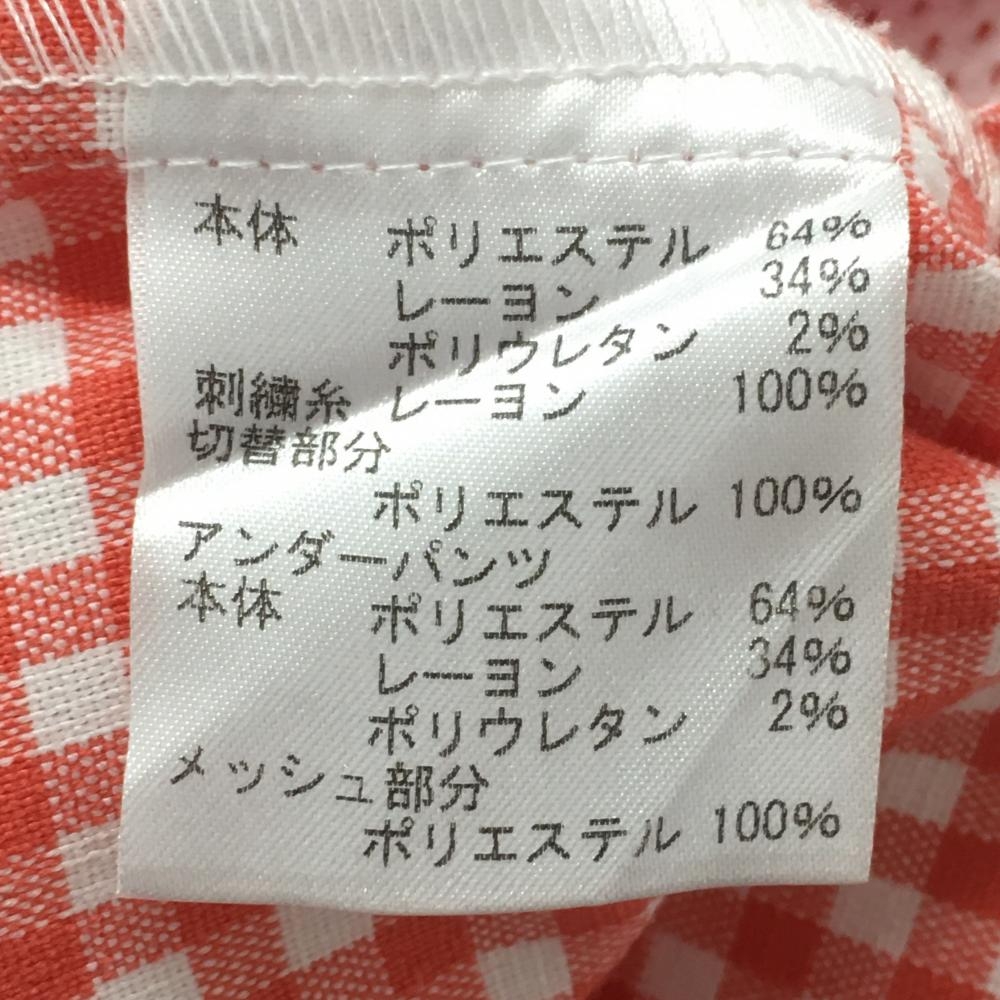 本体 ポリエステル 64%
レーヨン 34%
ポリウレタン 2%
刺繍糸 レーヨン 100%
切替部分
ポリエステル 100%
アンダーパンツ
本体 ポリエステル 64%
レーヨン 34%
ポリウレタン 2%
メッシュ部分
ポリエステル 100%